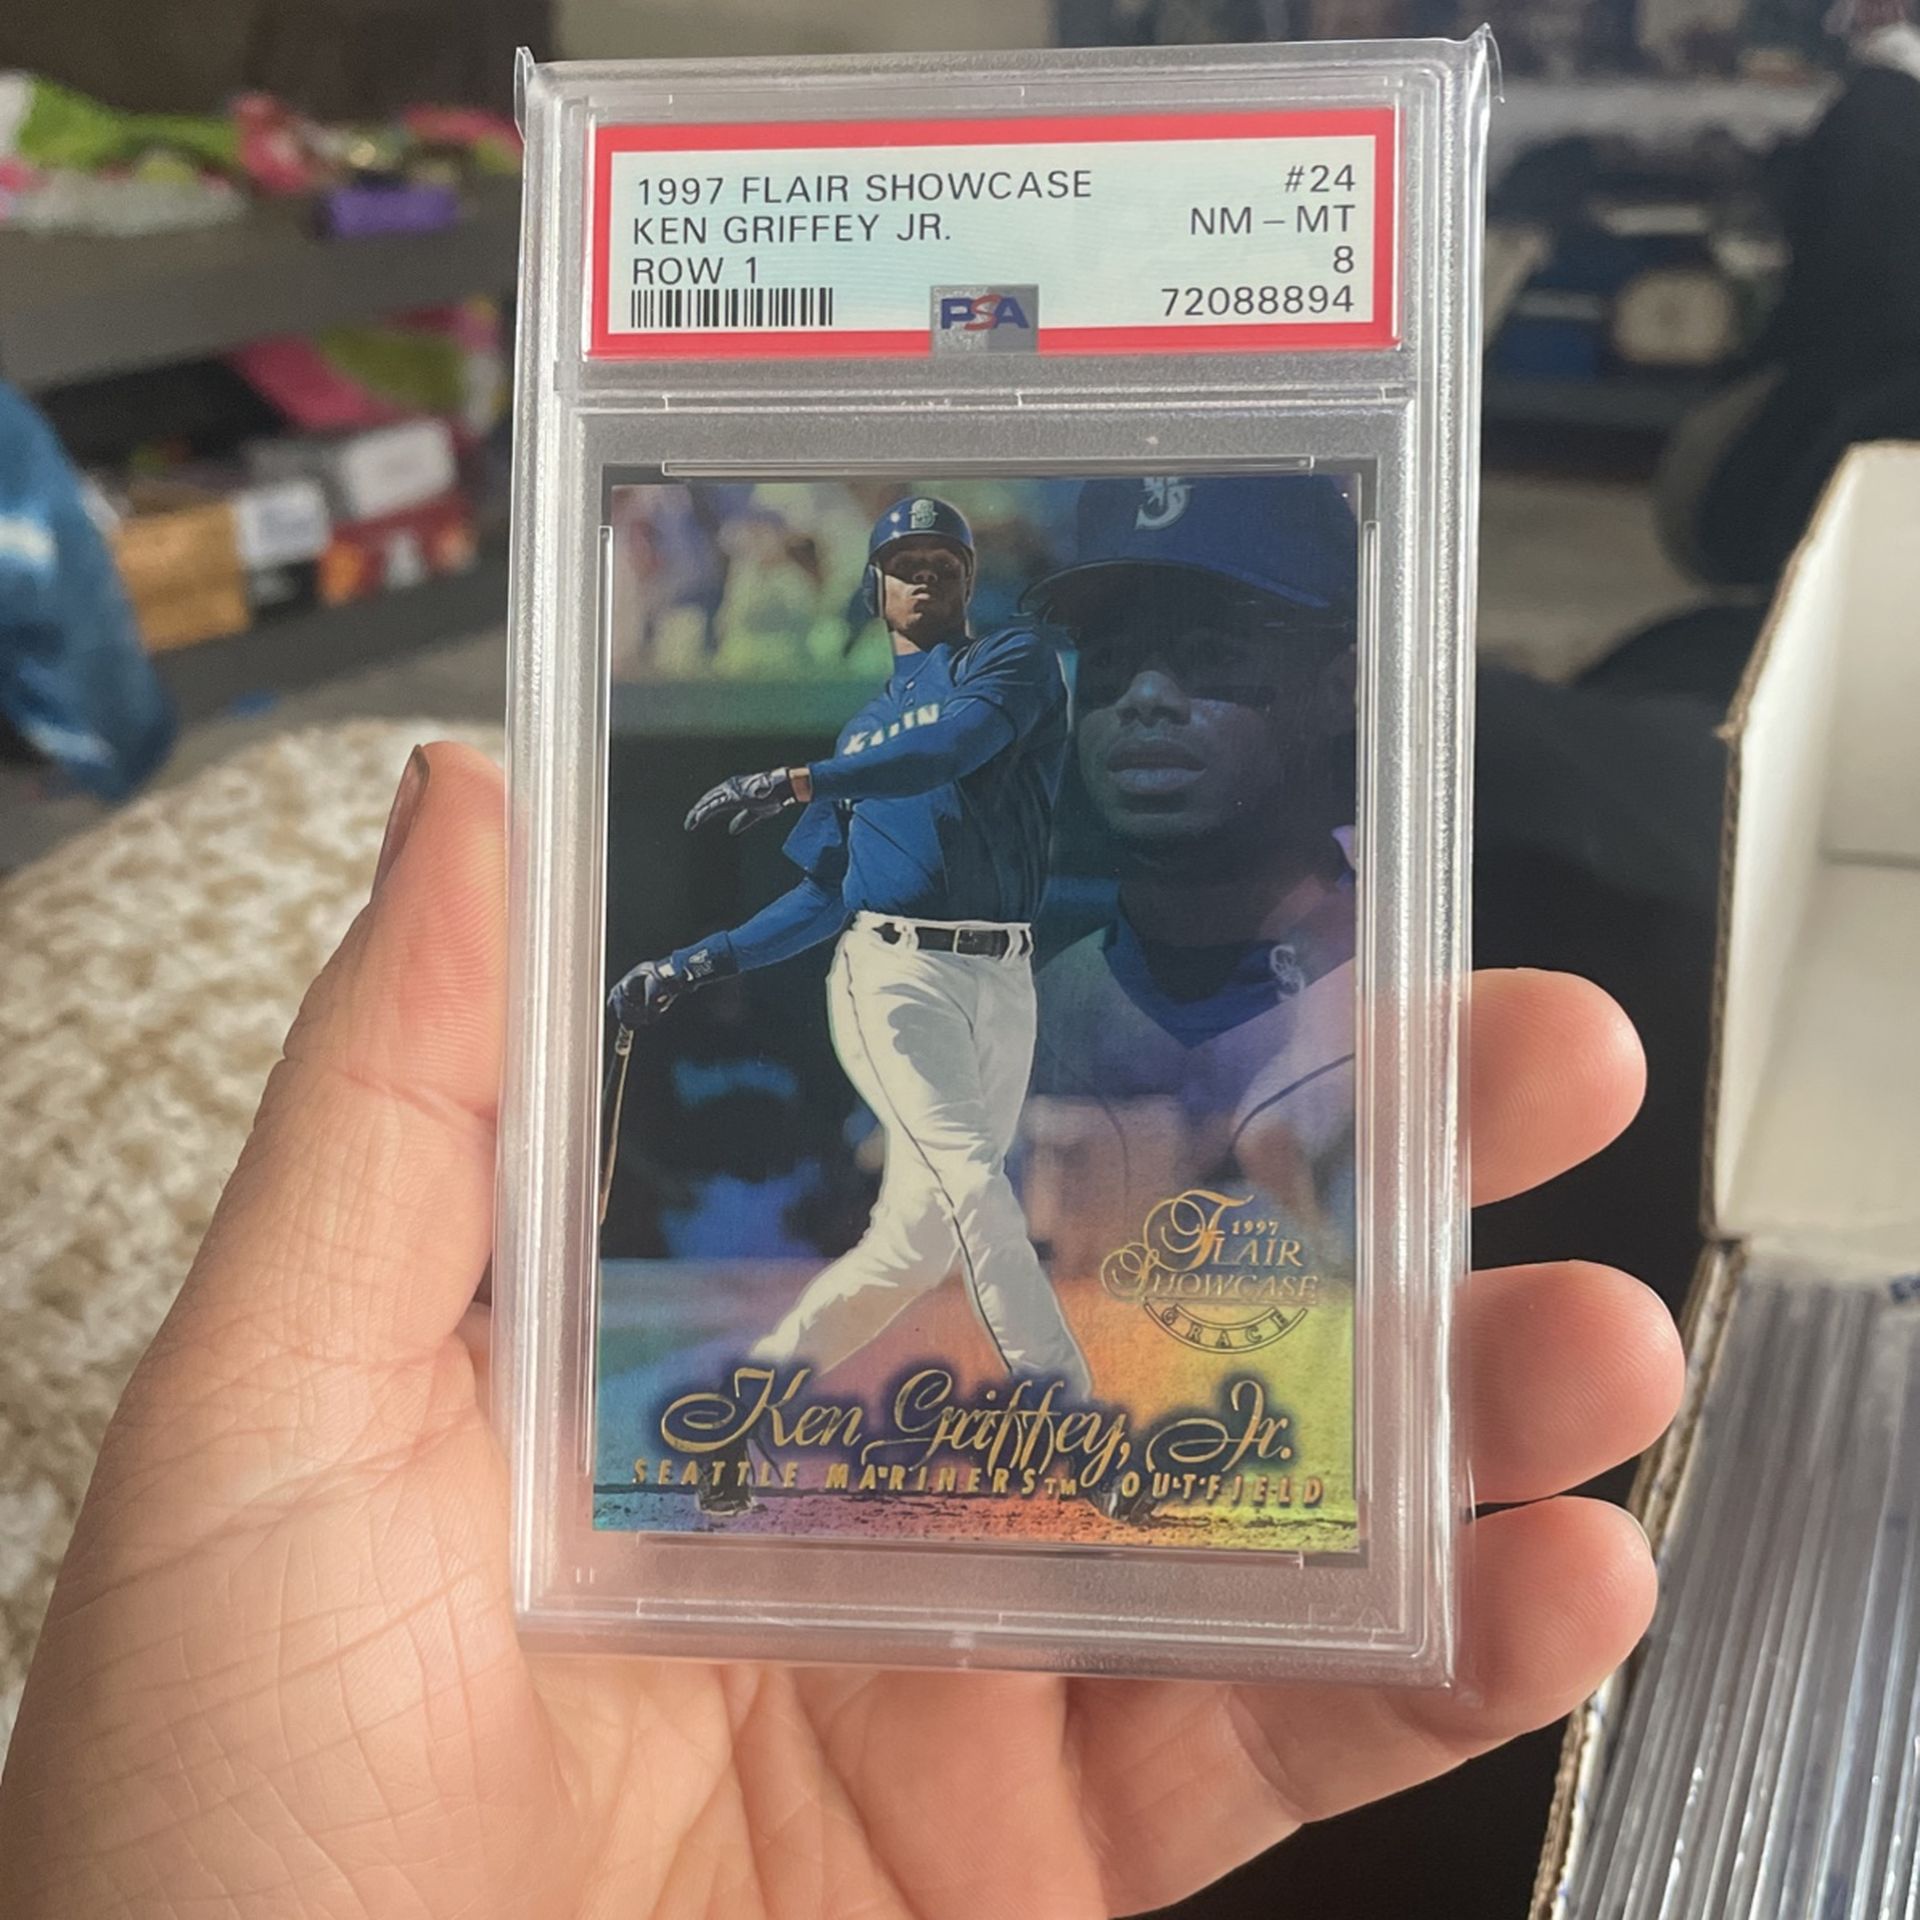 1997 FLAIR SHOWCASE #24
KEN GRIFFEY JR. NM - MT
ROW 1 8
PSA 72088894
1997
FLAIR
SHOWCASE
GRACE
Ken Griffey, Jr.
SEATTLE MARINERS™ OUTFIELD